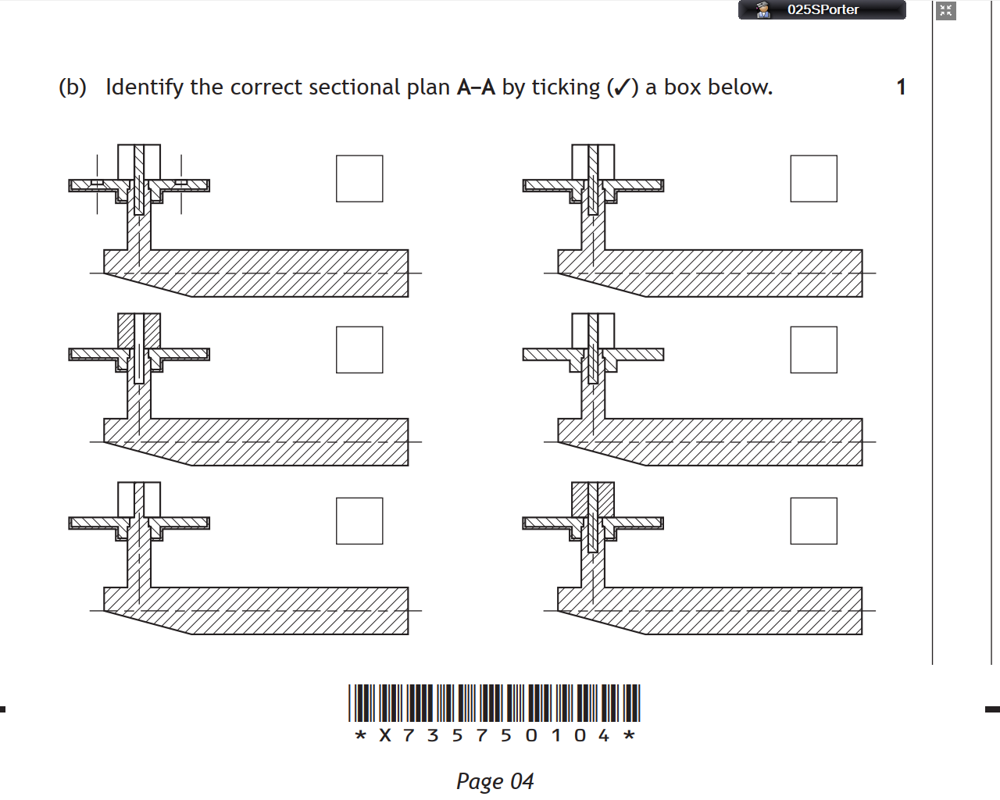 025SPorter
(b) Identify the correct sectional plan A–A by ticking (✓) a box below. 1
* X 7 3 5 7 5 0 1 0 4 *
Page 04